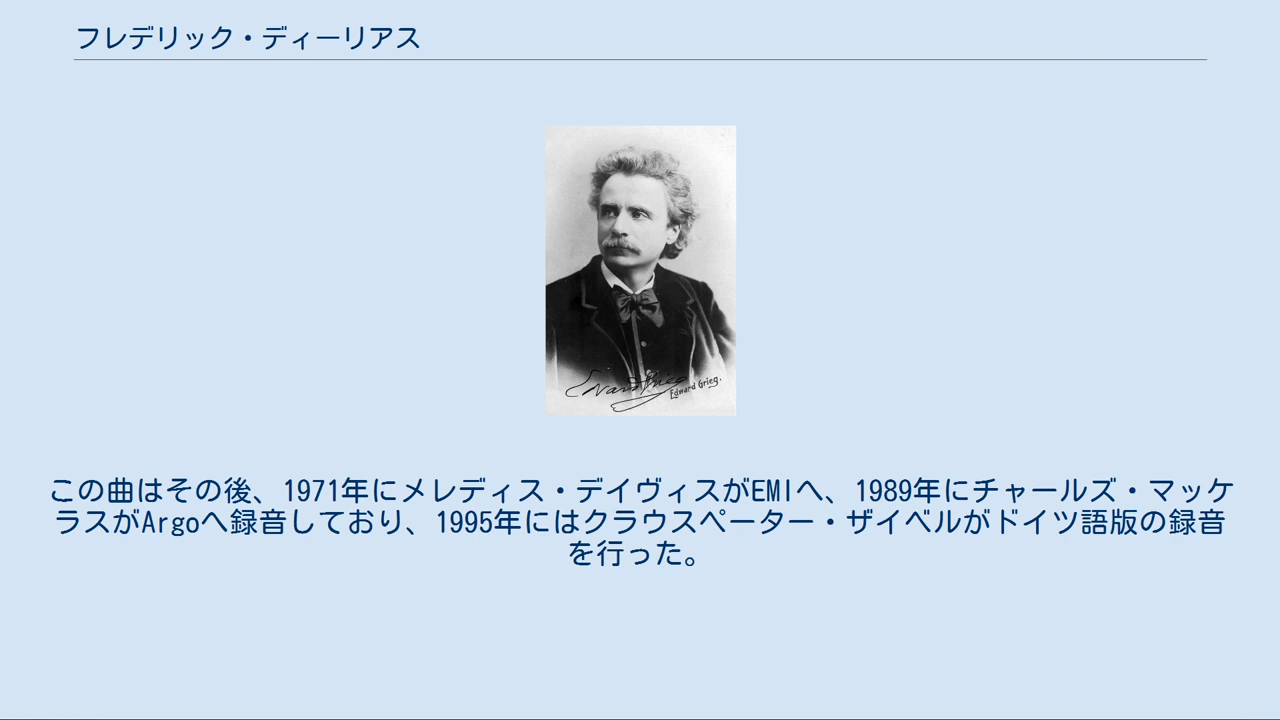 フレデリック・ディーリアス
Edward Grieg.
この曲はその後、1971年にメレディス・デイヴィスがEMIへ、1989年にチャールズ・マッケ
ラスがArgoへ録音しており、1995年にはクラウスペーター・ザイベルがドイツ語版の録音
を行った。